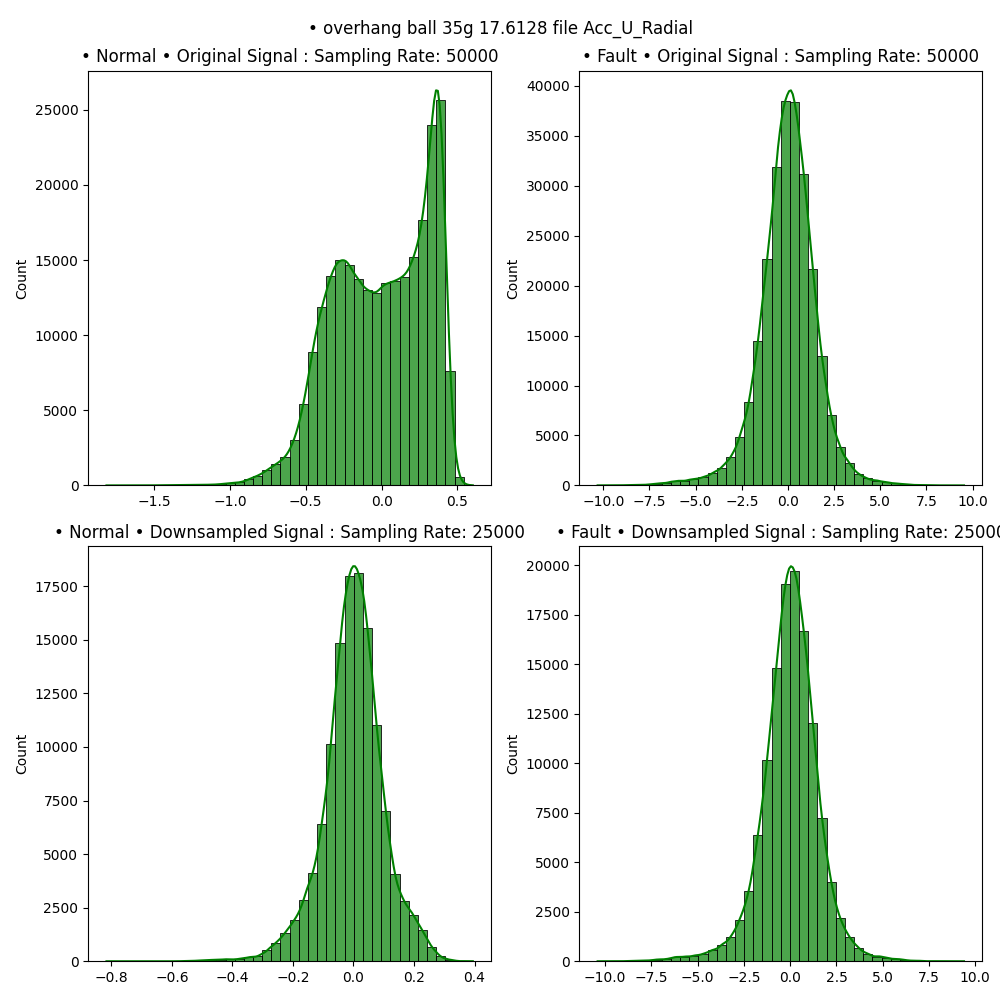 • overhang ball 35g 17.6128 file Acc_U_Radial
• Normal • Original Signal : Sampling Rate: 50000
Count
25000
20000
15000
10000
5000
0
−1.5 −1.0 −0.5 0.0 0.5
• Fault • Original Signal : Sampling Rate: 50000
Count
40000
35000
30000
25000
20000
15000
10000
5000
0
−10.0 −7.5 −5.0 −2.5 0.0 2.5 5.0 7.5 10.0
• Normal • Downsampled Signal : Sampling Rate: 25000
Count
17500
15000
12500
10000
7500
5000
2500
0
−0.8 −0.6 −0.4 −0.2 0.0 0.2 0.4
• Fault • Downsampled Signal : Sampling Rate: 25000
Count
20000
17500
15000
12500
10000
7500
5000
2500
0
−10.0 −7.5 −5.0 −2.5 0.0 2.5 5.0 7.5 10.0